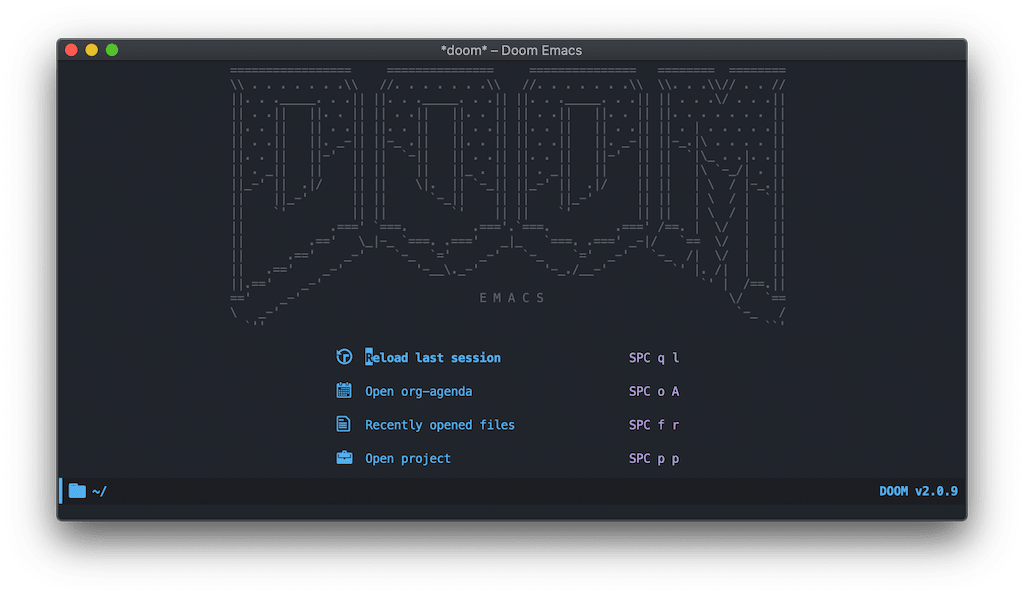 *doom* – Doom Emacs
E M A C S
Reload last session SPC q l
Open org-agenda SPC o A
Recently opened files SPC f r
Open project SPC p p
~/ DOOM v2.0.9